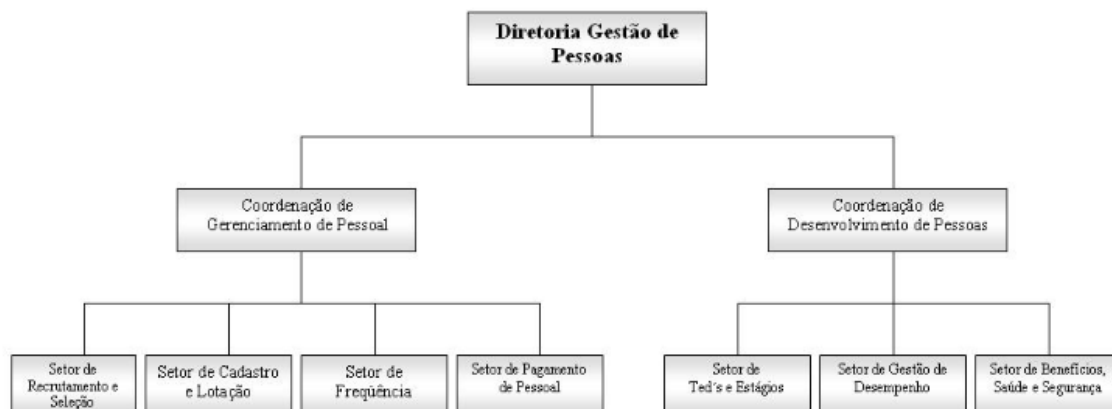 Diretoria Gestão de
Pessoas
Coordenação de
Gerenciamento de Pessoal
Coordenação de
Desenvolvimento de Pessoas
Setor de
Recrutamento e
Seleção
Setor de Cadastro
e Lotação
Setor de
Freqüência
Setor de Pagamento
de Pessoal
Setor de
Ted´s e Estágios
Setor de Gestão de
Desempenho
Setor de Benefícios,
Saúde e Segurança